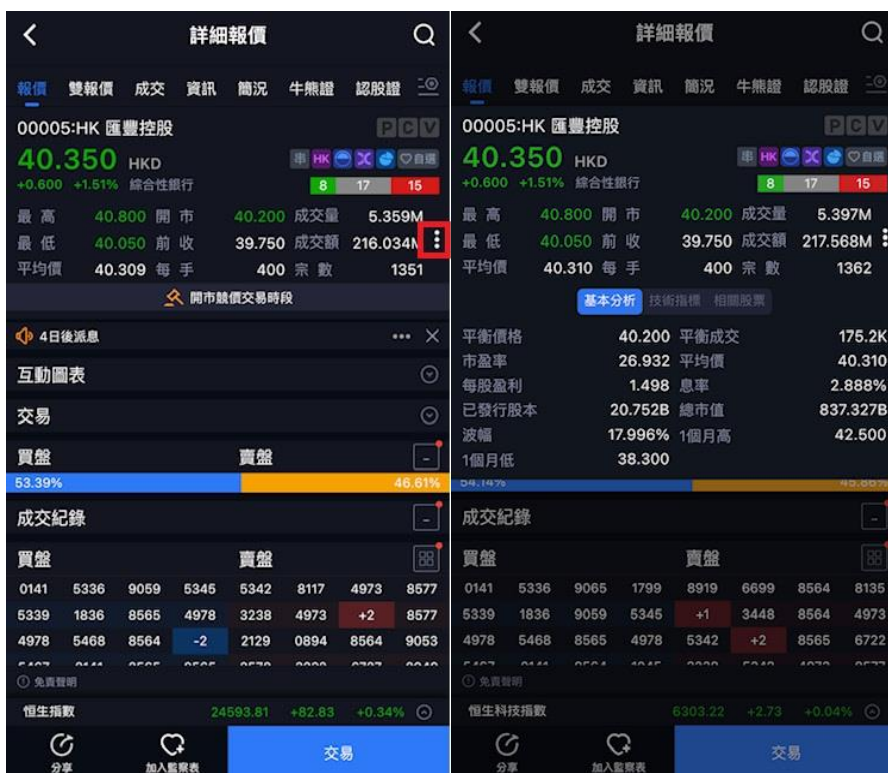 詳細報價
報價 雙報價 成交 資訊 簡況 牛熊證 認股證
00005:HK 匯豐控股 P C V
40.350 HKD 串 HK 自選
+0.600 +1.51% 綜合性銀行 8 17 15
最高 40.800 開市 40.200 成交量 5.359M
最低 40.050 前收 39.750 成交額 216.034M
平均價 40.309 每手 400 宗數 1351
開市競價交易時段
4日後派息
互動圖表
交易
買盤 賣盤
53.39% 46.61%
成交紀錄
買盤 賣盤
0141 5336 9059 5345 5342 8117 4973 8577
5339 1836 8565 4978 3238 4973 +2 8577
4978 5468 8564 -2 2129 0894 8564 9053
免責聲明
恒生指數 24593.81 +82.83 +0.34%
分享 加入監察表 交易
詳細報價
報價 雙報價 成交 資訊 簡況 牛熊證 認股證
00005:HK 匯豐控股 P C V
40.350 HKD 串 HK 自選
+0.600 +1.51% 綜合性銀行 8 17 15
最高 40.800 開市 40.200 成交量 5.397M
最低 40.050 前收 39.750 成交額 217.568M
平均價 40.310 每手 400 宗數 1362
基本分析 技術指標 相關股票
平衡價格 40.200 平衡成交 175.2K
市盈率 26.932 平均價 40.310
每股盈利 1.498 息率 2.888%
已發行股本 20.752B 總市值 837.327B
波幅 17.996% 1個月高 42.500
1個月低 38.300
54.14% 45.86%
成交紀錄
買盤 賣盤
0141 5336 9065 1799 8919 6699 8564 8135
5339 1836 9059 5345 +1 3448 8564 4973
4978 5468 8565 4978 5342 +2 8565 6722
免責聲明
恒生科技指數 6303.22 +2.73 +0.04%
分享 加入監察表 交易